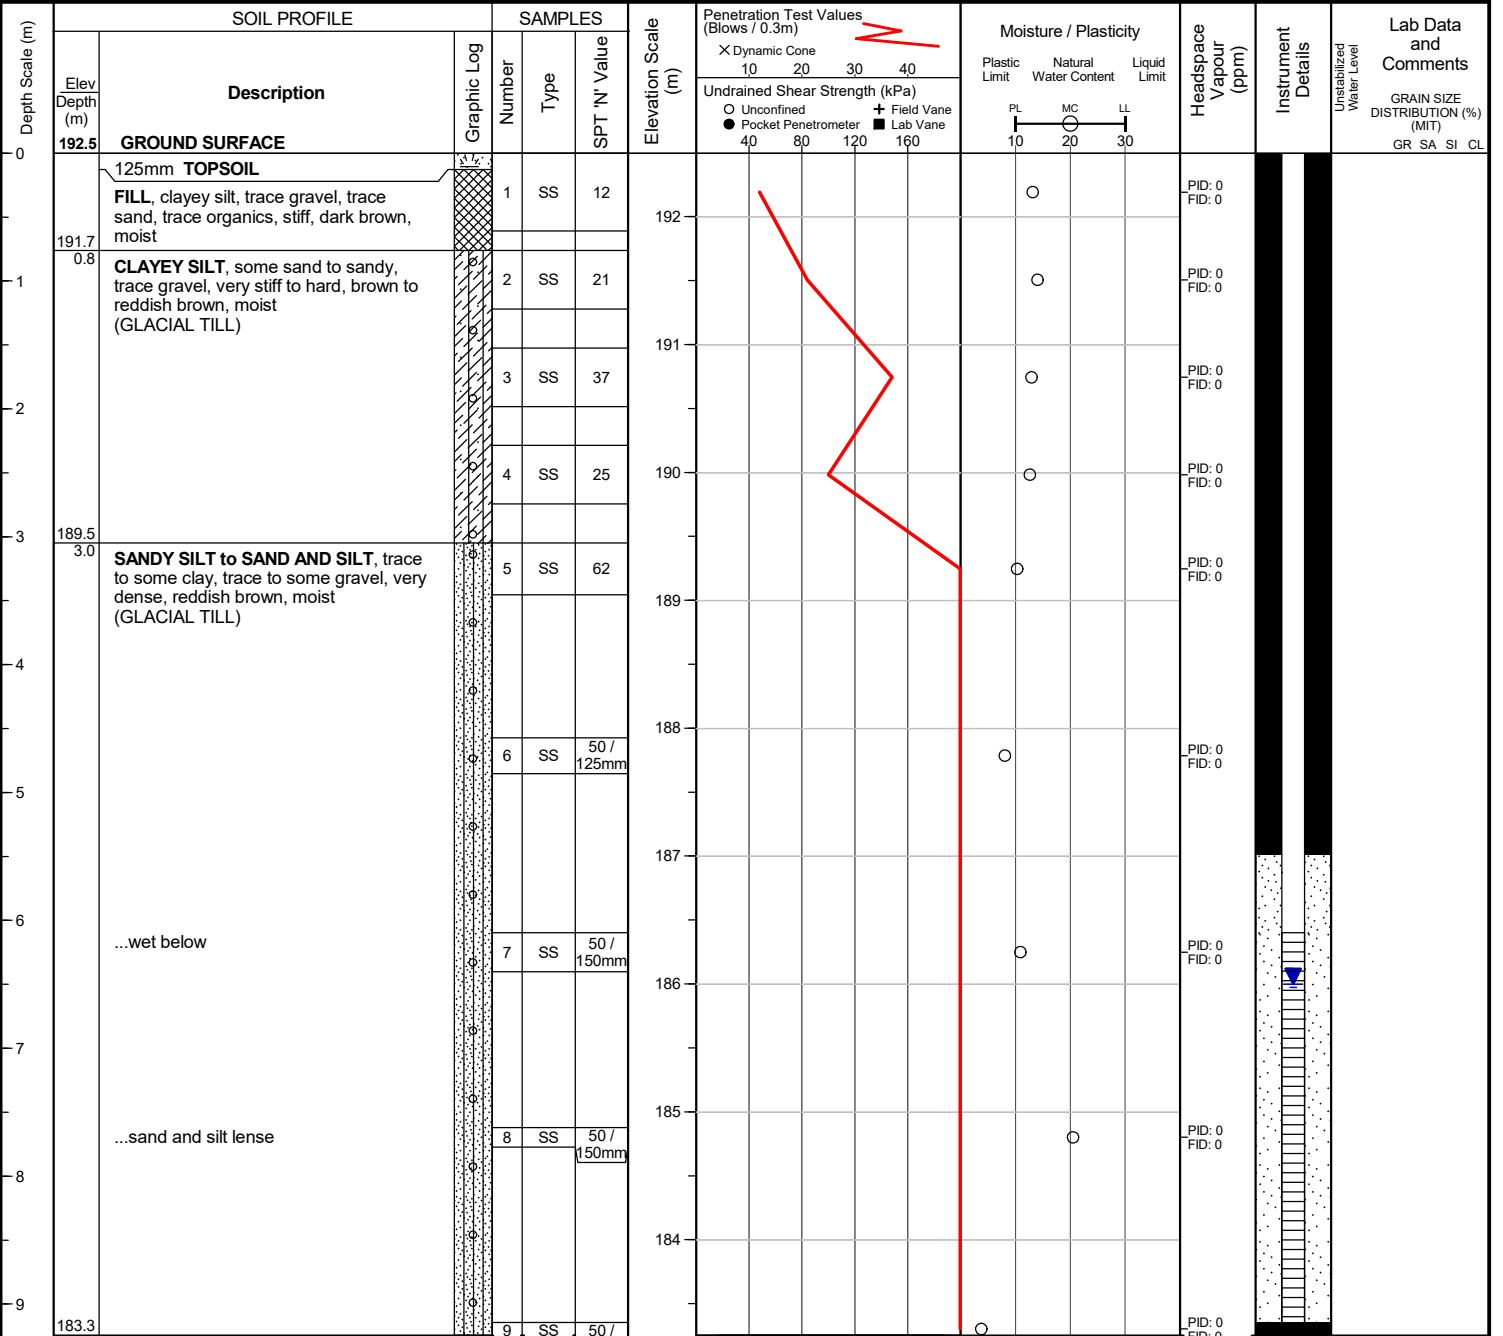 SOIL PROFILE
SAMPLES
Depth Scale (m)
Elev
Depth
(m)
Description
Graphic Log
Number
Type
SPT 'N' Value
Elevation Scale
(m)
Penetration Test Values
(Blows / 0.3m)
× Dynamic Cone
10 20 30 40
Undrained Shear Strength (kPa)
Unconfined
Field Vane
Pocket Penetrometer
Lab Vane
40 80 120 160
Moisture / Plasticity
Plastic
Limit
Natural
Water Content
Liquid
Limit
PL MC LL
10 20 30
Headspace
Vapour
(ppm)
Instrument
Details
Unstabilized
Water Level
Lab Data
and
Comments
GRAIN SIZE
DISTRIBUTION (%)
(MIT)
GR SA SI CL
192.5 GROUND SURFACE
0
125mm TOPSOIL
FILL, clayey silt, trace gravel, trace
sand, trace organics, stiff, dark brown,
moist
1 SS 12
192
PID: 0
FID: 0
191.7
0.8
CLAYEY SILT, some sand to sandy,
trace gravel, very stiff to hard, brown to
reddish brown, moist
(GLACIAL TILL)
1
2 SS 21
PID: 0
FID: 0
191
3 SS 37
PID: 0
FID: 0
2
4 SS 25
190
PID: 0
FID: 0
189.5
3
3.0
SANDY SILT to SAND AND SILT, trace
to some clay, trace to some gravel, very
dense, reddish brown, moist
(GLACIAL TILL)
5 SS 62
PID: 0
FID: 0
189
4
188
6 SS 50 /
125mm
PID: 0
FID: 0
5
187
6
...wet below
7 SS 50 /
150mm
PID: 0
FID: 0
186
7
185
...sand and silt lense
8 SS 50 /
150mm
PID: 0
FID: 0
8
184
9
183.3
9 SS 50 /
PID: 0
FID: 0